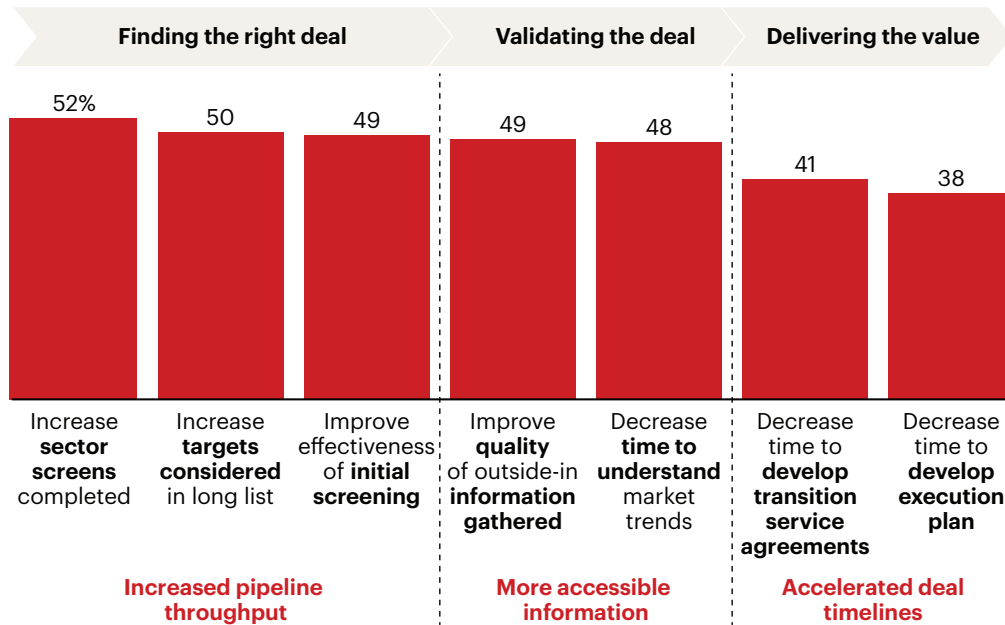 Finding the right deal
Validating the deal
Delivering the value
52%
50
49
49
48
41
38
Increase
sector
screens
completed
Increase
targets
considered
in long list
Improve
effectiveness
of initial
screening
Improve
quality
of outside-in
information
gathered
Decrease
time to
understand
market
trends
Decrease
time to
develop
transition
service
agreements
Decrease
time to
develop
execution
plan
Increased pipeline
throughput
More accessible
information
Accelerated deal
timelines